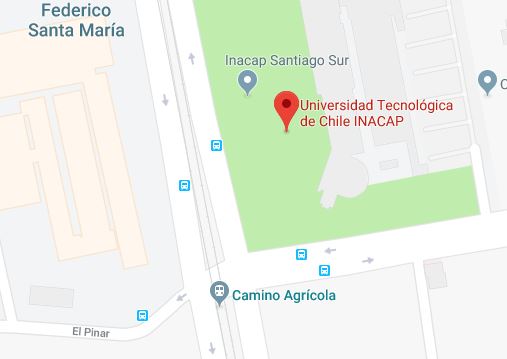 Federico
Santa María
Inacap Santiago Sur
Universidad Tecnológica
de Chile INACAP
Camino Agrícola
El Pinar